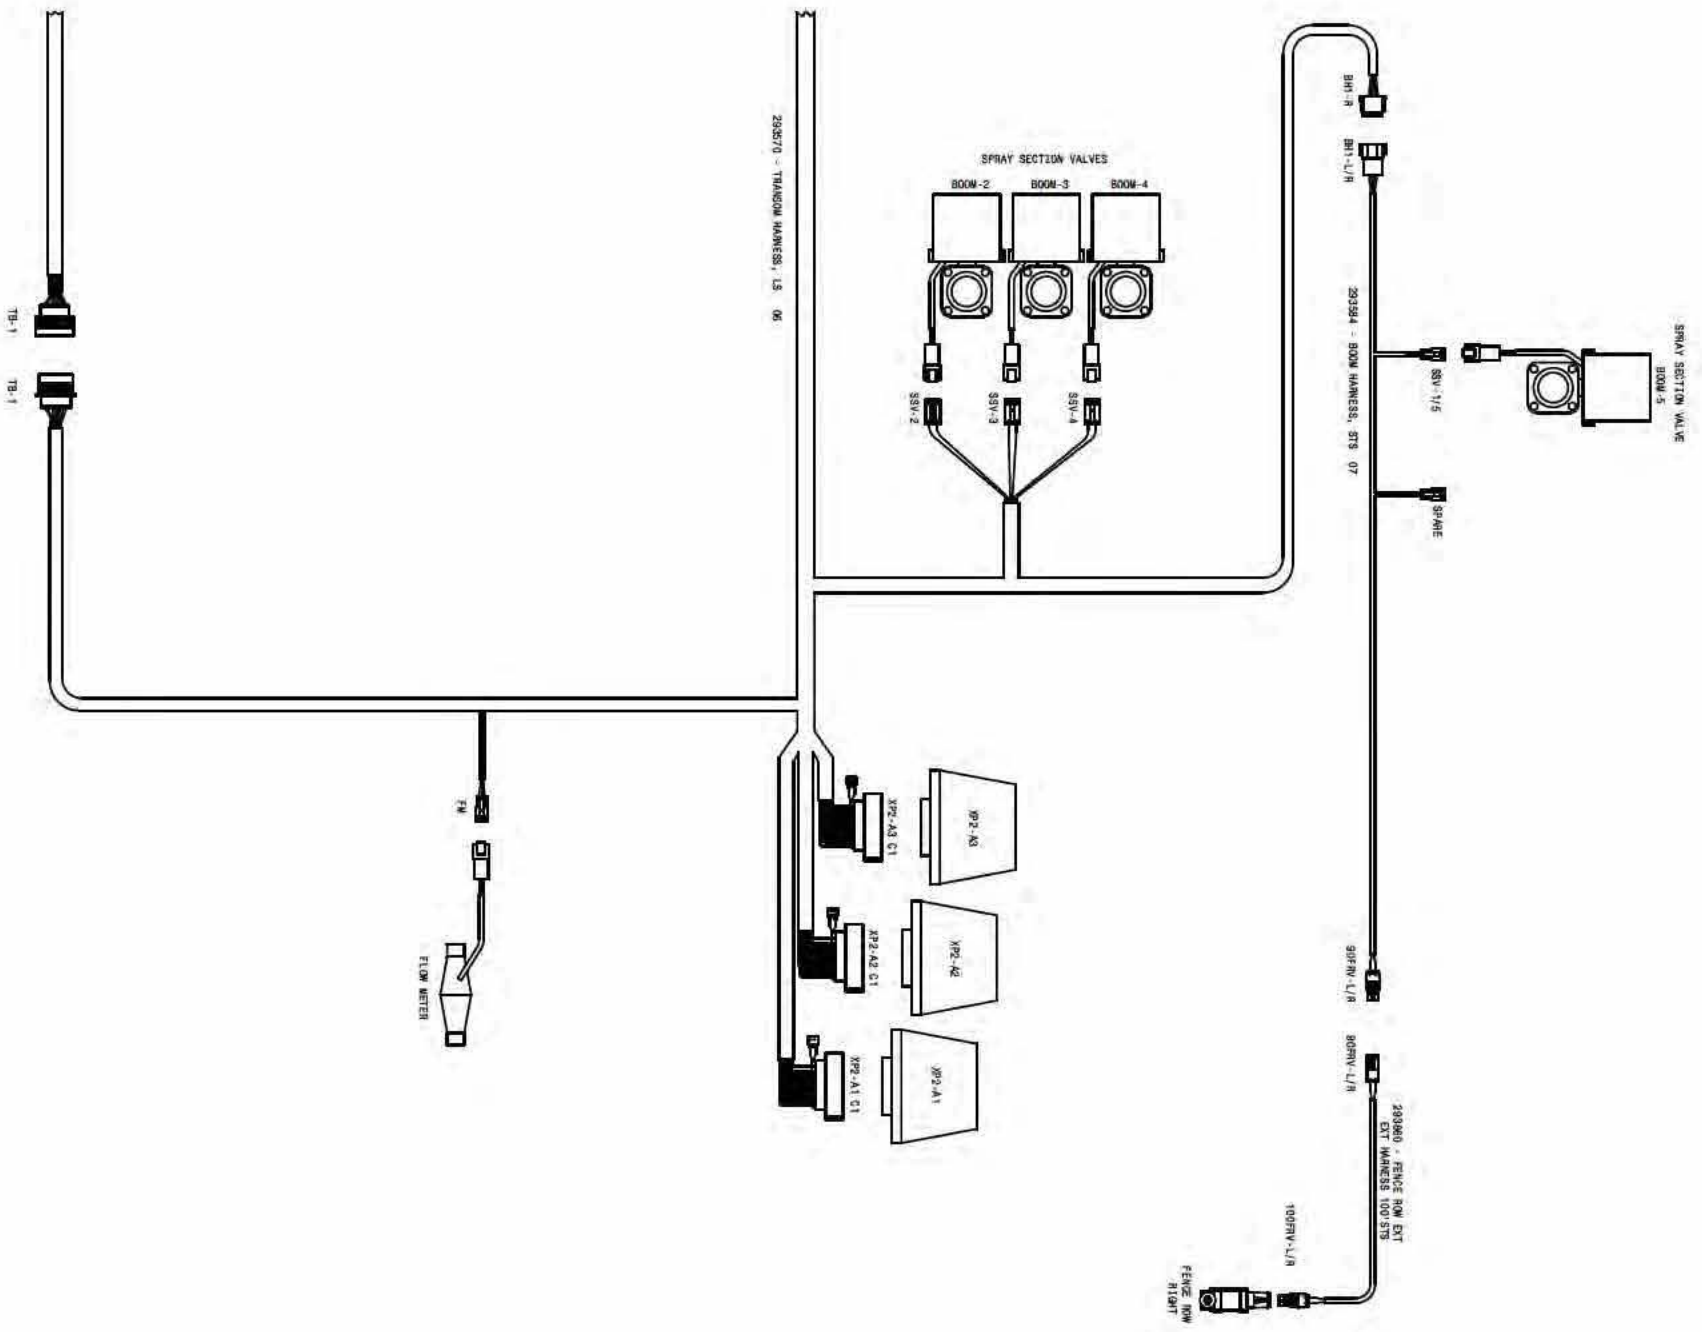 BH1-R
BH1-L/R
SPRAY SECTION VALVES
BOOM-2
BOOM-3
BOOM-4
293570 - TRANSOM HARNESS, LS 06
293584 - BOOM HARNESS, STS 07
SPRAY SECTION VALVE
BOOM-5
SSV-1/5
SPARE
SSV-2
SSV-3
SSV-4
TB-1
TB-1
FM
FLOW METER
XP2-A3 C1
XP2-A3
XP2-A2 C1
XP2-A2
XP2-A1 C1
XP2-A1
90FRV-L/R
90FRV-L/R
293860 - FENCE ROW EXT
EXT HARNESS 100'STS
100FRV-L/R
FENCE ROW
RIGHT